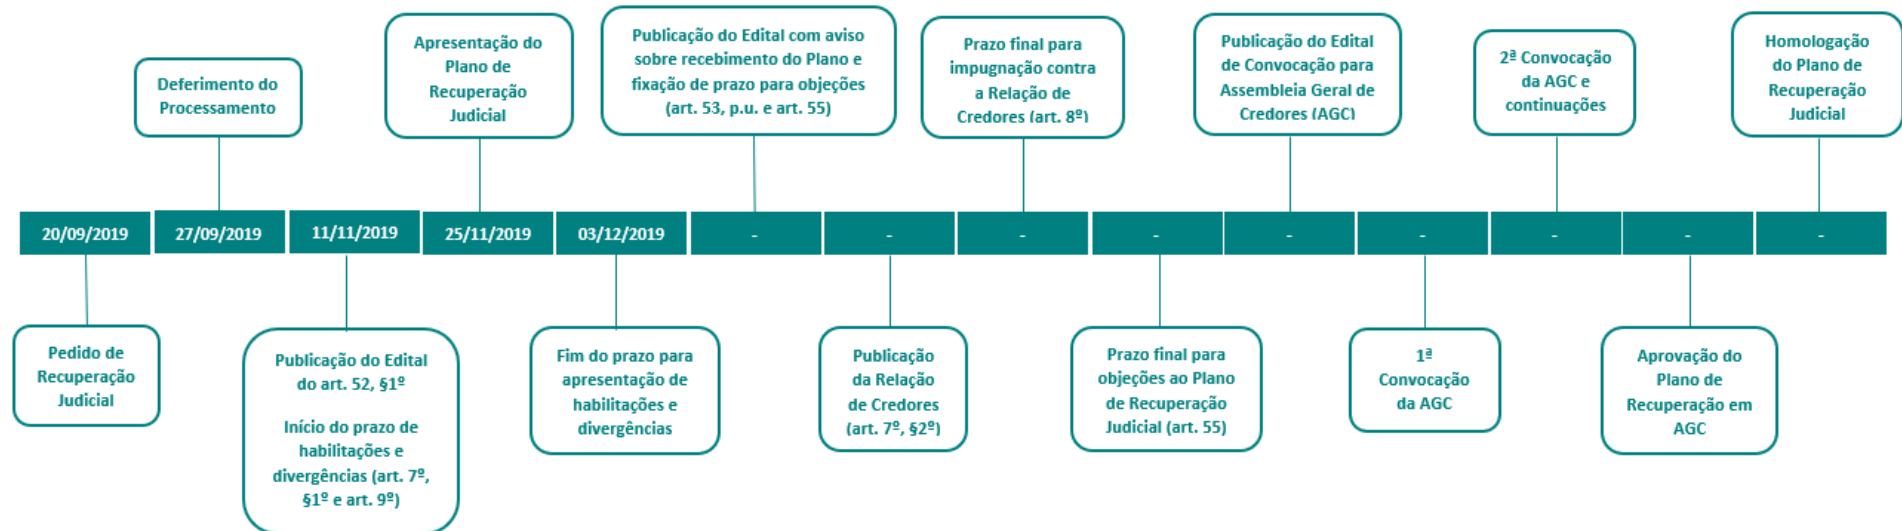 Deferimento do
Processamento
Apresentação do
Plano de
Recuperação
Judicial
Publicação do Edital com aviso
sobre recebimento do Plano e
fixação de prazo para objeções
(art. 53, p.u. e art. 55)
Prazo final para
impugnação contra
a Relação de
Credores (art. 8º)
Publicação do Edital
de Convocação para
Assembleia Geral de
Credores (AGC)
2ª Convocação
da AGC e
continuações
Homologação
do Plano de
Recuperação
Judicial
20/09/2019 27/09/2019 11/11/2019 25/11/2019 03/12/2019 - - - - - - - - -
Pedido de
Recuperação
Judicial
Publicação do Edital
do art. 52, §1º
Início do prazo de
habilitações e
divergências (art. 7º,
§1º e art. 9º)
Fim do prazo para
apresentação de
habilitações e
divergências
Publicação
da Relação
de Credores
(art. 7º, §2º)
Prazo final para
objeções ao Plano
de Recuperação
Judicial (art. 55)
1ª
Convocação
da AGC
Aprovação do
Plano de
Recuperação em
AGC